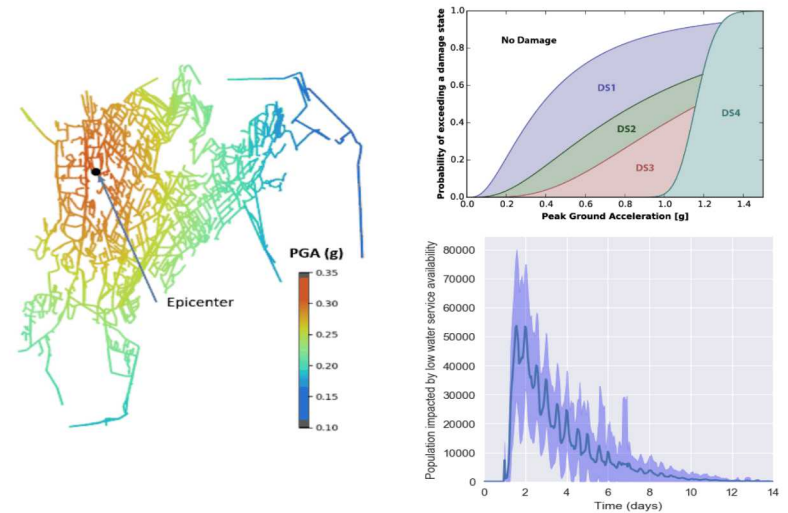 PGA (g)
0.35
0.30
0.25
0.20
0.15
0.10
Epicenter
Probability of exceeding a damage state
1.0
0.8
0.6
0.4
0.2
0.0
No Damage
DS1
DS2
DS3
DS4
0.0 0.2 0.4 0.6 0.8 1.0 1.2 1.4
Peak Ground Acceleration [g]
Population impacted by low water service availability
80000
70000
60000
50000
40000
30000
20000
10000
0
0 2 4 6 8 10 12 14
Time (days)